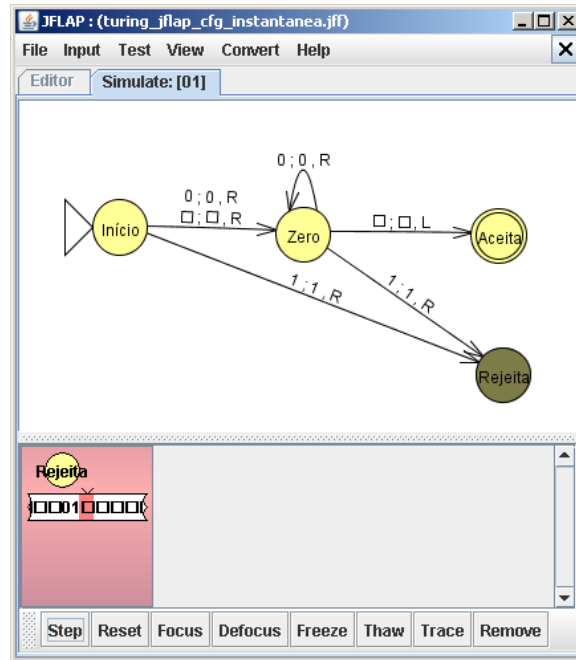 JFLAP : (turing_jflap_cfg_instantanea.jff)
File Input Test View Convert Help
Editor Simulate: [01]
0 ; 0 , R
0 ; 0 , R
□ ; □ , R
□ ; □ , L
Início
Zero
Aceita
1 ; 1 , R
1 ; 1 , R
Rejeita
Rejeita
□□01□□□□
Step Reset Focus Defocus Freeze Thaw Trace Remove